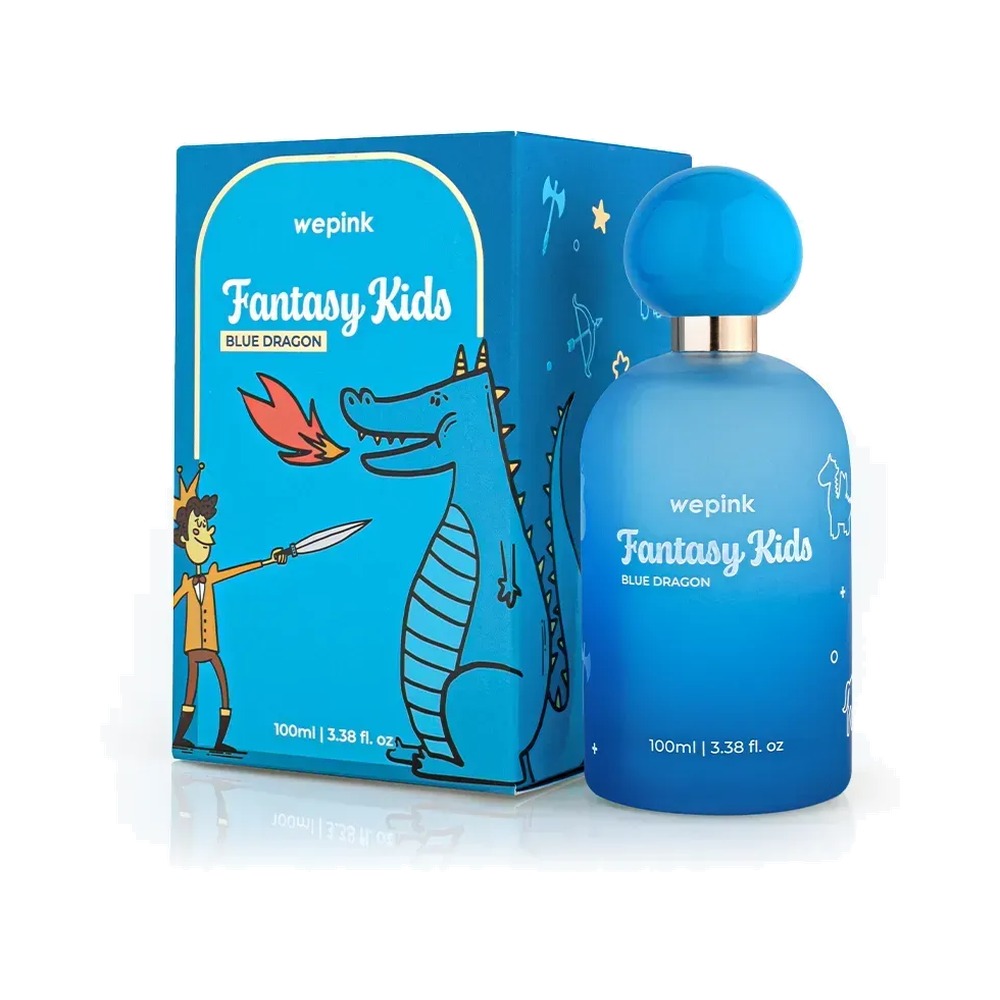 wepink
Fantasy Kids
BLUE DRAGON
100ml | 3.38 fl. oz
wepink
Fantasy Kids
BLUE DRAGON
100ml | 3.38 fl. oz